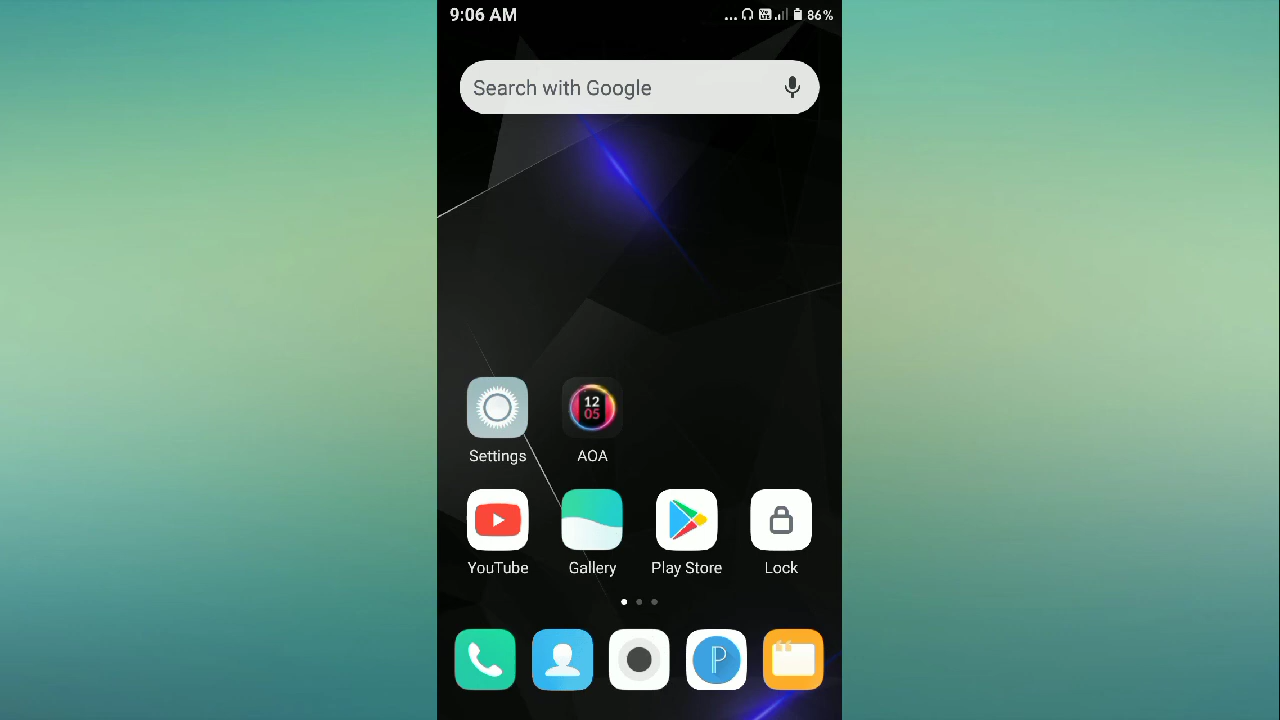 9:06 AM
... 86%
Search with Google
12
05
Settings
AOA
YouTube
Gallery
Play Store
Lock
P